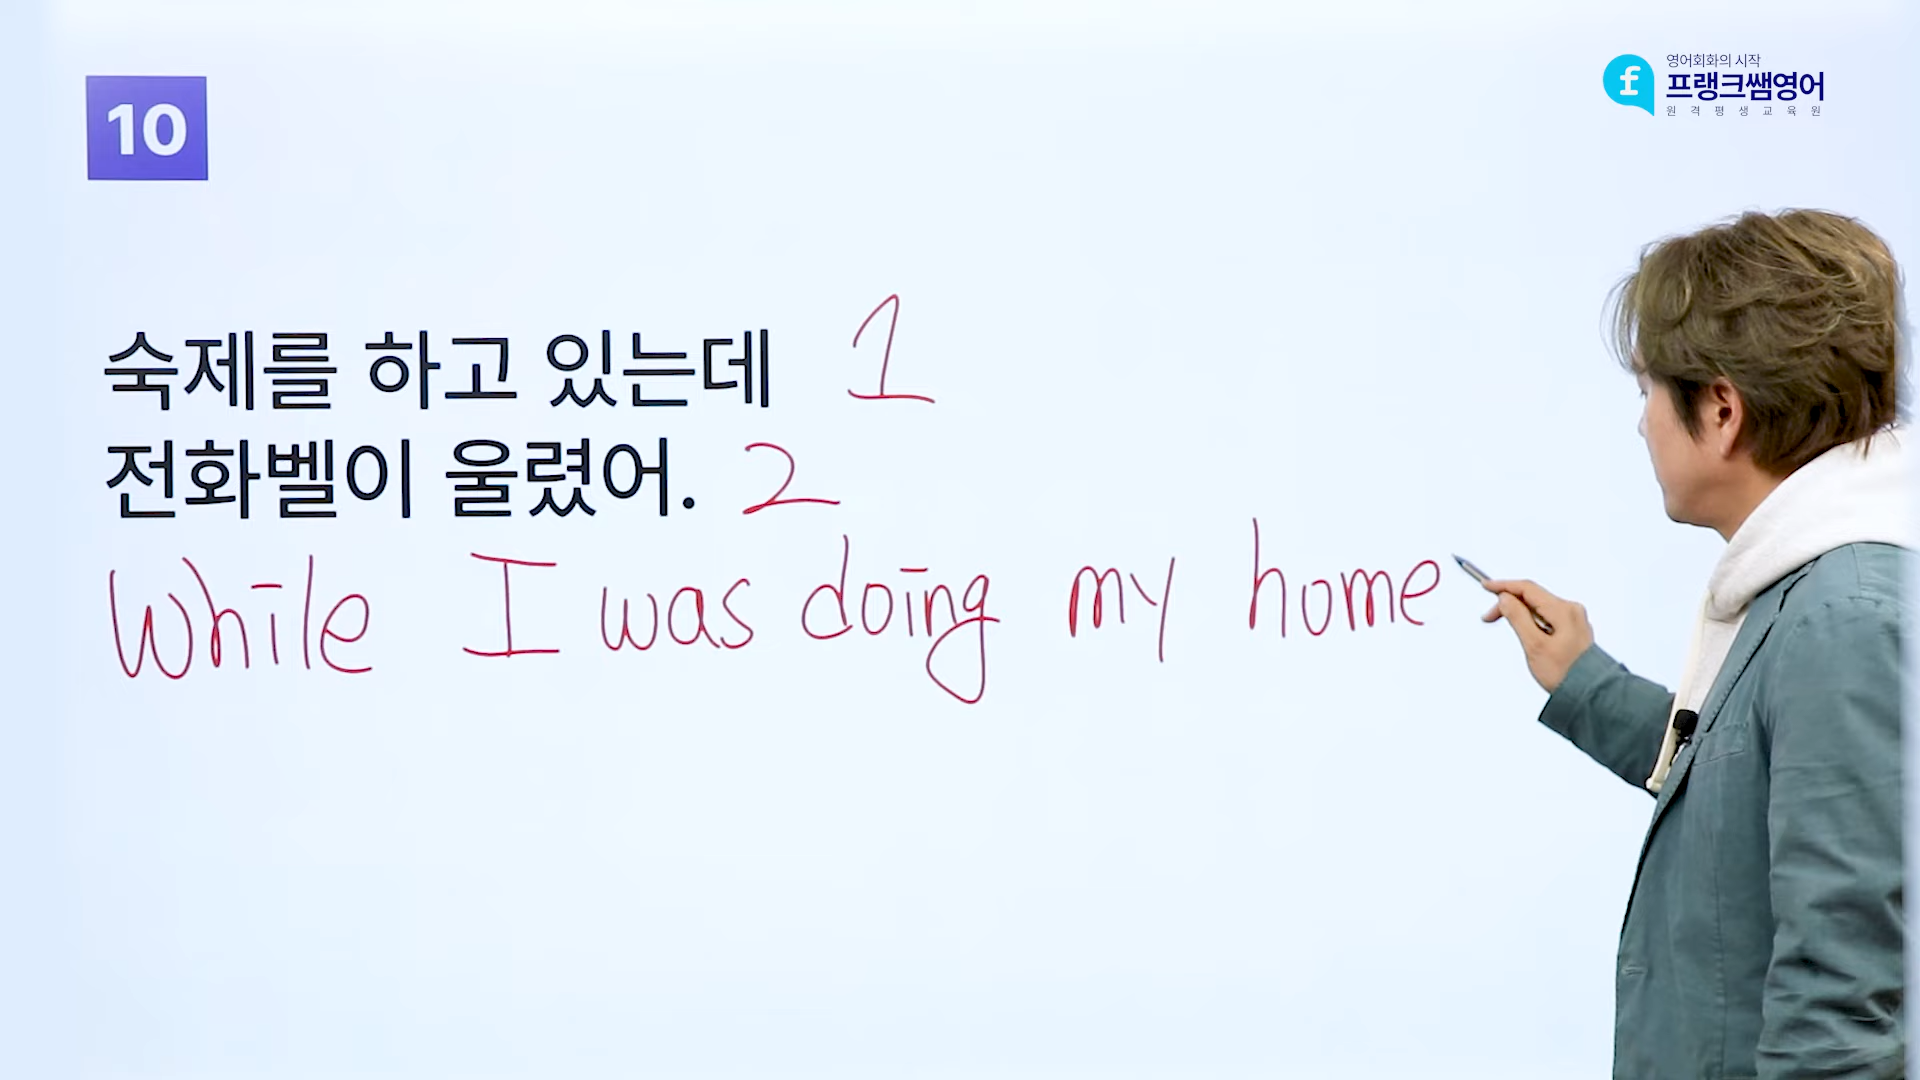 10
영어회화의 시작
프랭크쌤영어
원격평생교육원
숙제를 하고 있는데 1
전화벨이 울렸어. 2
While I was doing my home